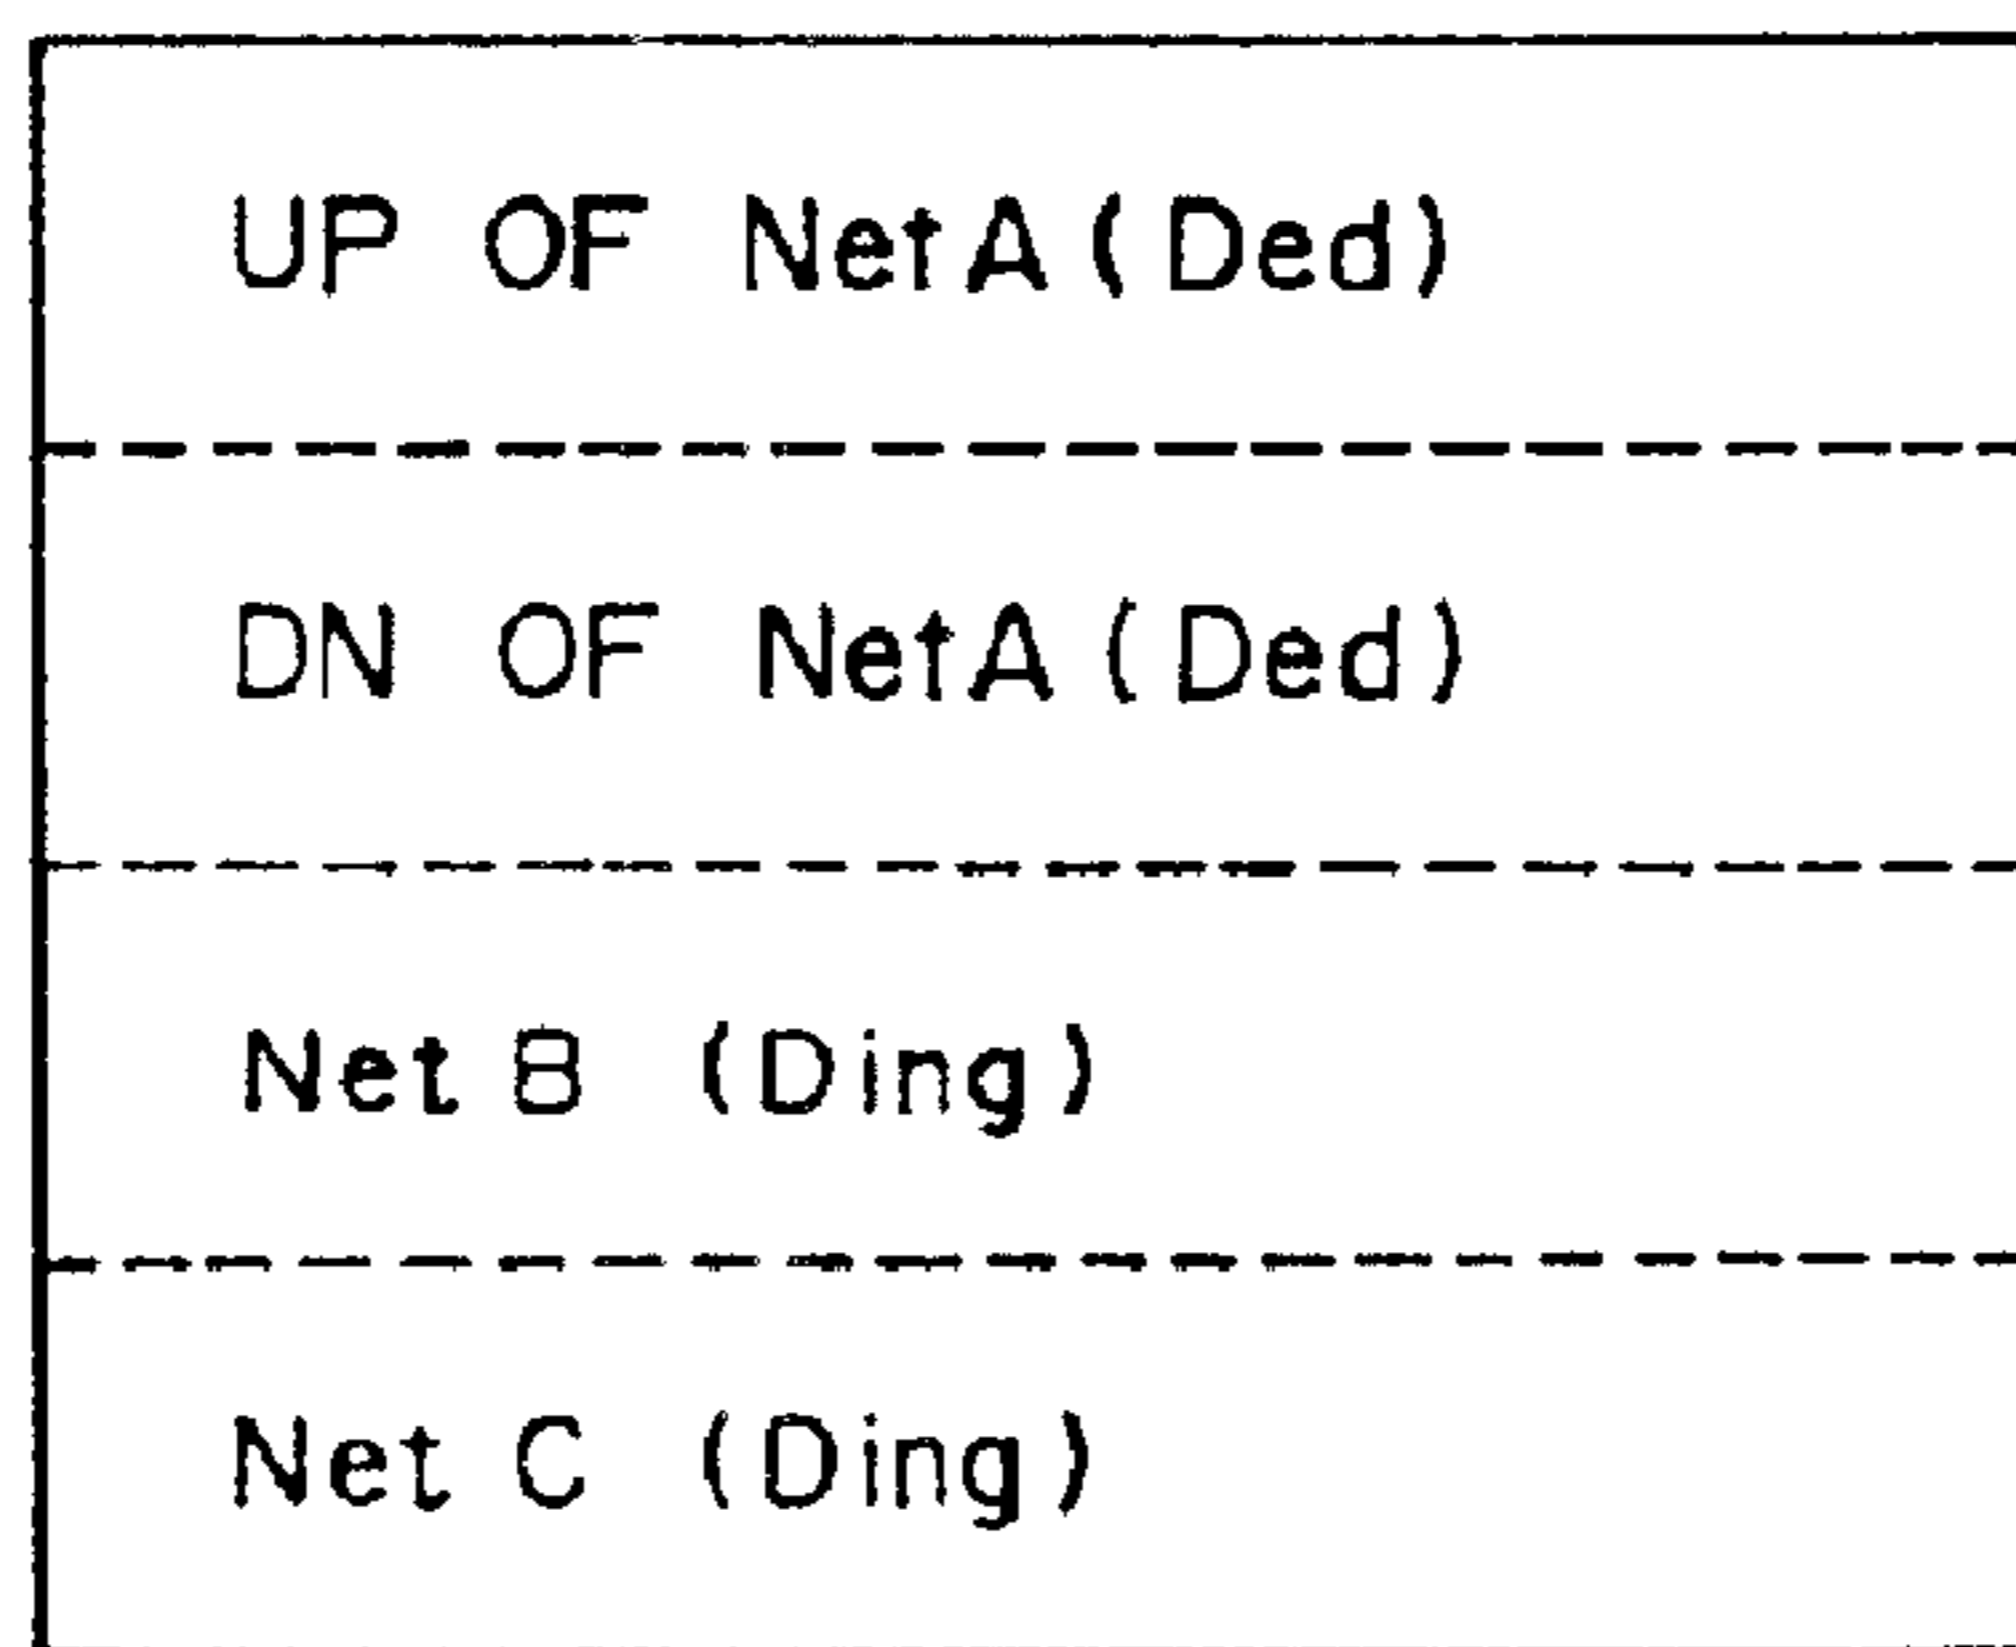 UP OF NetA(Ded)
DN OF NetA(Ded)
Net B (Ding)
Net C (Ding)